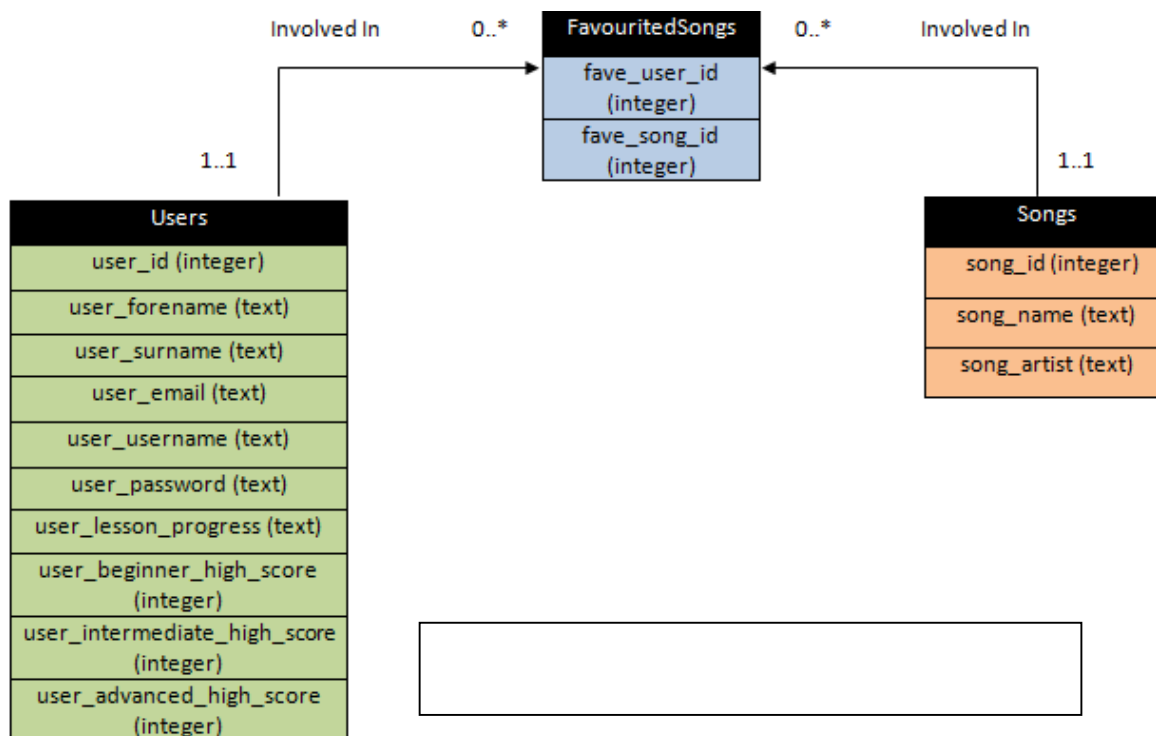 Involved In
0..*
FavouritedSongs
0..*
Involved In
fave_user_id
(integer)
fave_song_id
(integer)
1..1
1..1
Users
user_id (integer)
user_forename (text)
user_surname (text)
user_email (text)
user_username (text)
user_password (text)
user_lesson_progress (text)
user_beginner_high_score
(integer)
user_intermediate_high_score
(integer)
user_advanced_high_score
(integer)
Songs
song_id (integer)
song_name (text)
song_artist (text)